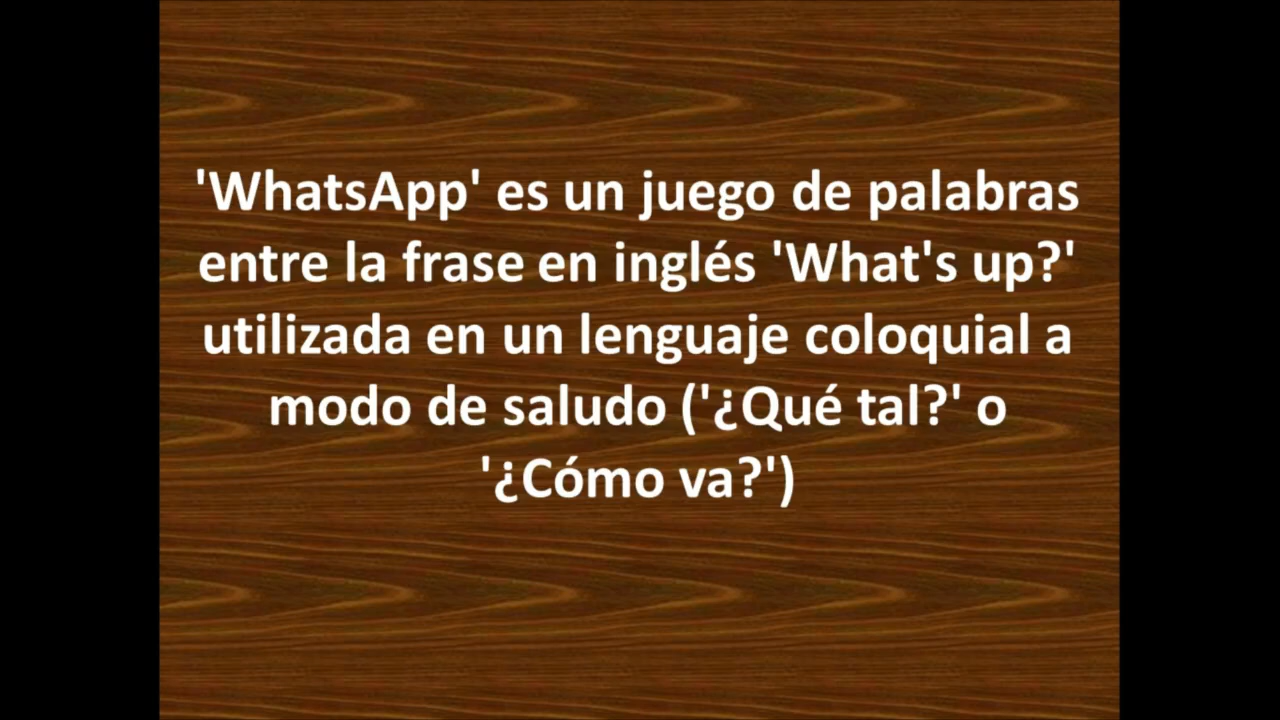 'WhatsApp' es un juego de palabras
entre la frase en inglés 'What's up?'
utilizada en un lenguaje coloquial a
modo de saludo ('¿Qué tal?' o
'¿Cómo va?')